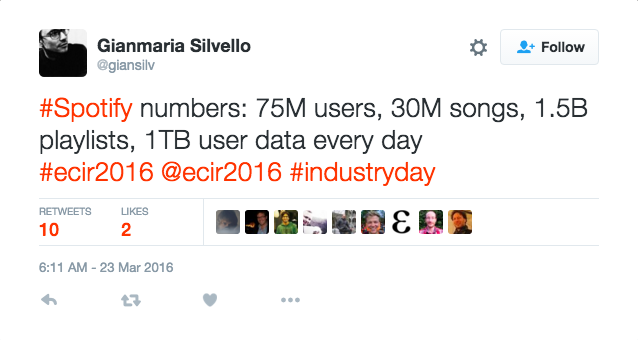 Gianmaria Silvello
@giansilv
Follow
#Spotify numbers: 75M users, 30M songs, 1.5B
playlists, 1TB user data every day
#ecir2016 @ecir2016 #industryday
RETWEETS LIKES
10 2
ε
6:11 AM - 23 Mar 2016